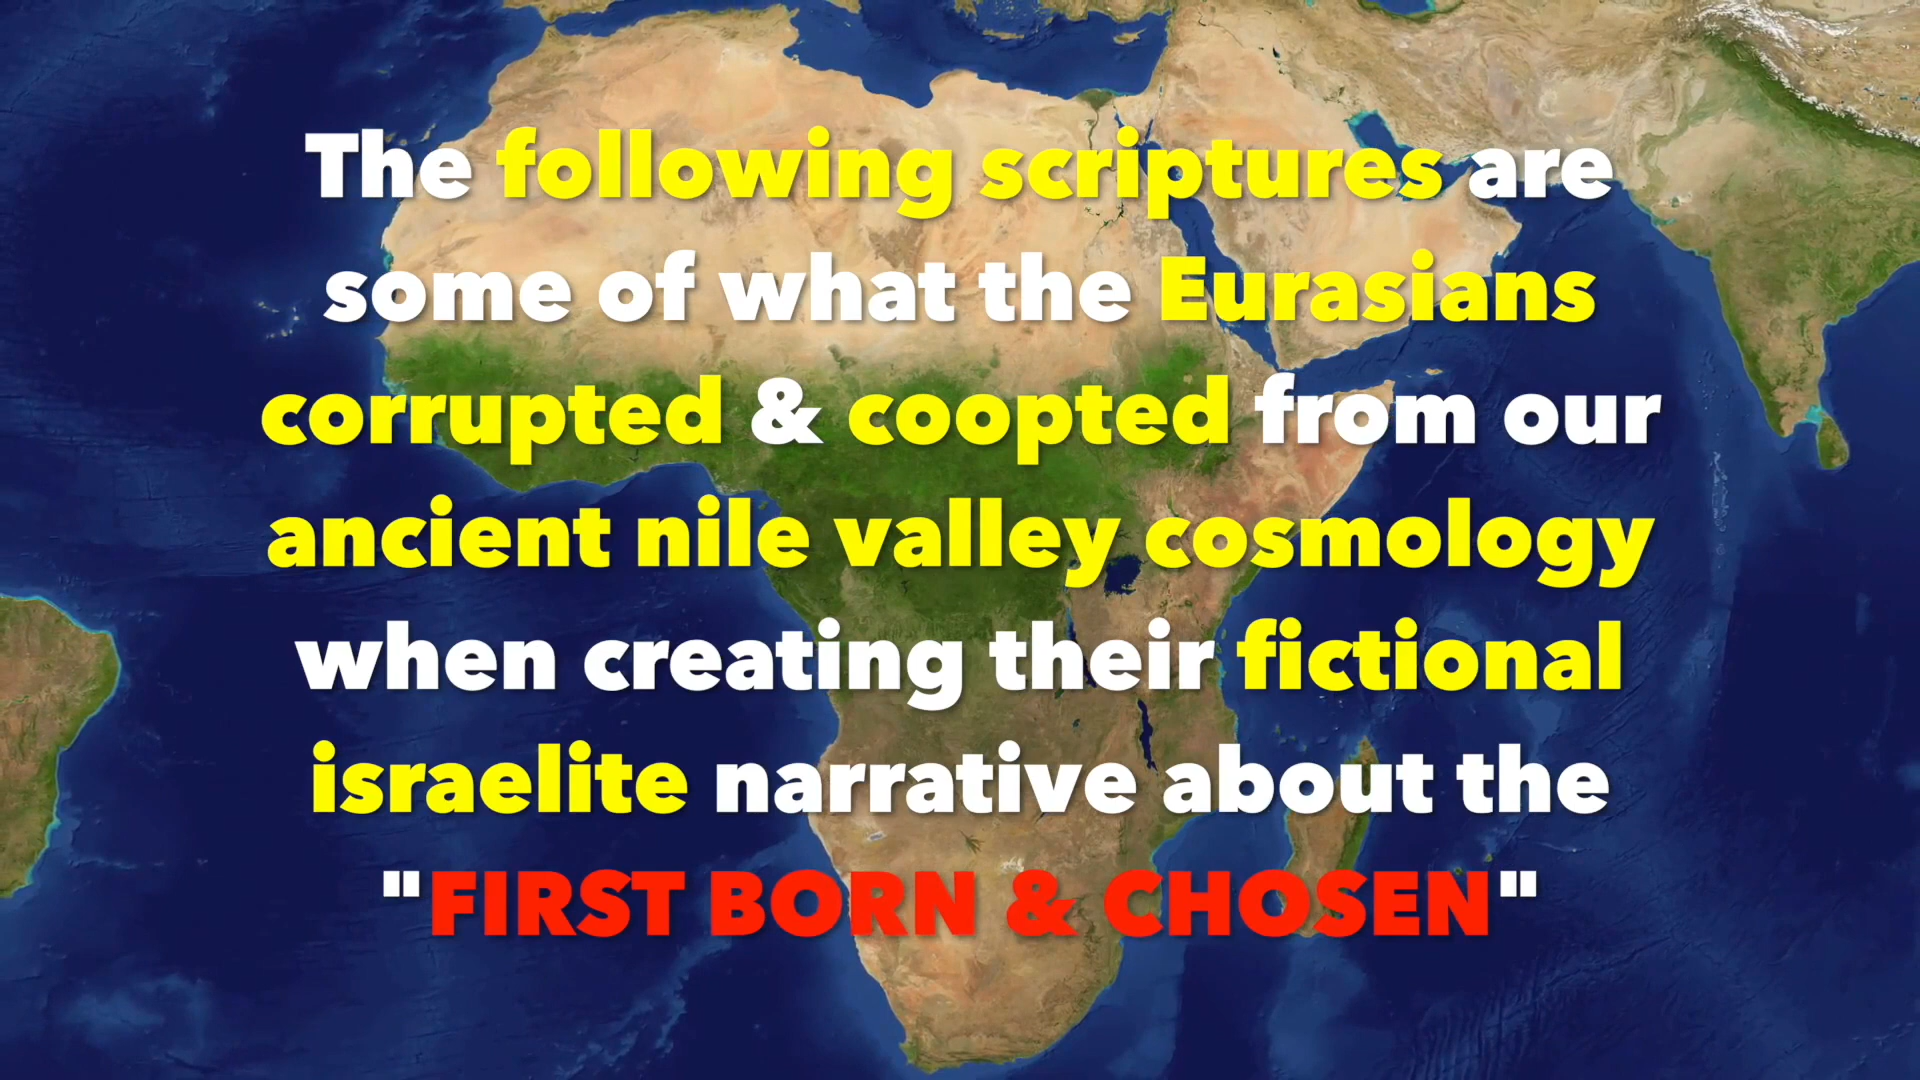 The following scriptures are
some of what the Eurasians
corrupted & coopted from our
ancient nile valley cosmology
when creating their fictional
israelite narrative about the
"FIRST BORN & CHOSEN"